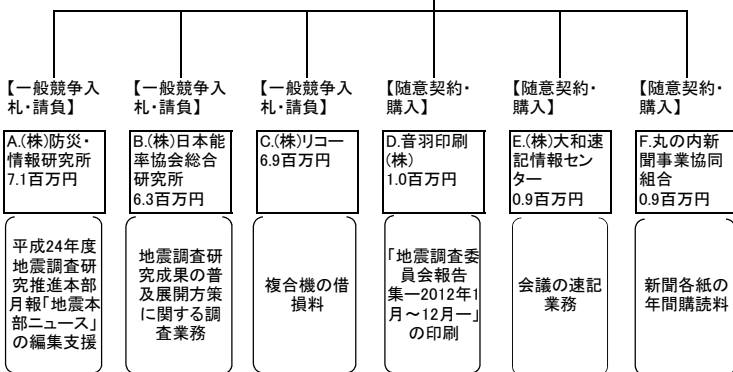 【一般競争入
札・請負】
A.(株)防災・
情報研究所
7.1百万円
平成24年度
地震調査研
究推進本部
月報「地震本
部ニュース」
の編集支援
【一般競争入
札・請負】
B.(株)日本能
率協会総合
研究所
6.3百万円
地震調査研
究成果の普
及展開方策
に関する調
査業務
【一般競争入
札・請負】
C.(株)リコー
6.9百万円
複合機の借
損料
【随意契約・
購入】
D.音羽印刷
(株)
1.0百万円
「地震調査委
員会報告
集ー2012年1
月～12月ー」
の印刷
【随意契約・
購入】
E.(株)大和速
記情報セン
ター
0.9百万円
会議の速記
業務
【随意契約・
購入】
F.丸の内新
聞事業協同
組合
0.9百万円
新聞各紙の
年間購読料